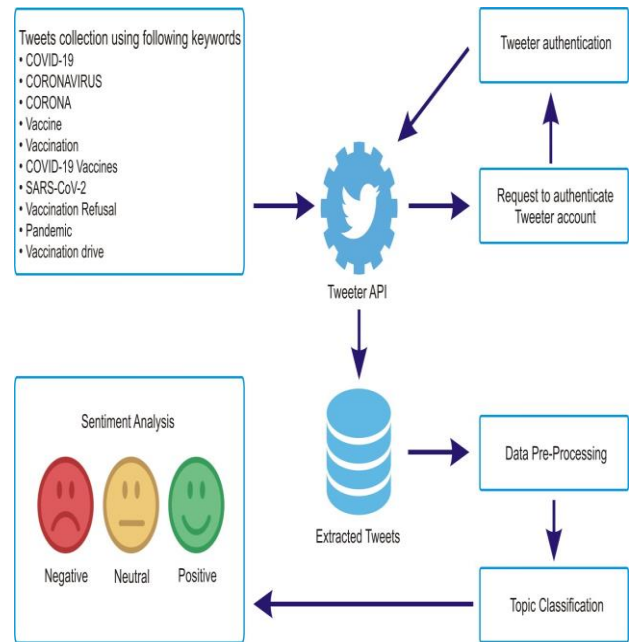 Tweets collection using following keywords
• COVID-19
• CORONAVIRUS
• CORONA
• Vaccine
• Vaccination
• COVID-19 Vaccines
• SARS-CoV-2
• Vaccination Refusal
• Pandemic
• Vaccination drive
Tweeter authentication
Request to authenticate
Tweeter account
Tweeter API
Sentiment Analysis
Negative
Neutral
Positive
Extracted Tweets
Data Pre-Processing
Topic Classification